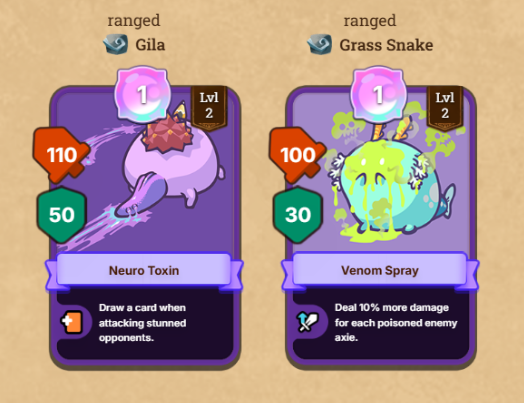 ranged
Gila
1
Lvl
2
110
50
Neuro Toxin
Draw a card when
attacking stunned
opponents.
ranged
Grass Snake
1
Lvl
2
100
30
Venom Spray
Deal 10% more damage
for each poisoned enemy
axie.